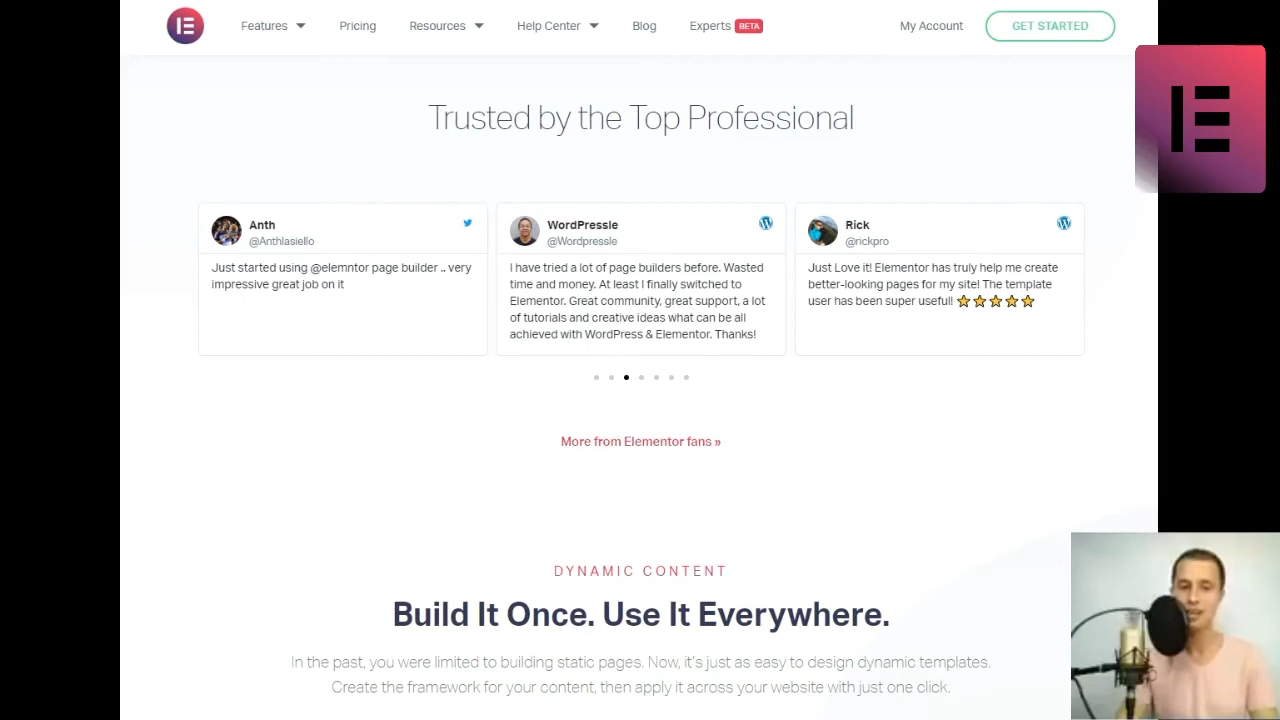 Features
Pricing
Resources
Help Center
Blog
Experts BETA
My Account
GET STARTED
Trusted by the Top Professional
Anth
@Anthlasiello
Just started using @elemntor page builder .. very
impressive great job on it
WordPressle
@Wordpressle
I have tried a lot of page builders before. Wasted
time and money. At least I finally switched to
Elementor. Great community, great support, a lot
of tutorials and creative ideas what can be all
achieved with WordPress & Elementor. Thanks!
Rick
@rickpro
Just Love it! Elementor has truly help me create
better-looking pages for my site! The template
user has been super useful! ⭐⭐⭐⭐⭐
More from Elementor fans »
DYNAMIC CONTENT
Build It Once. Use It Everywhere.
In the past, you were limited to building static pages. Now, it's just as easy to design dynamic templates.
Create the framework for your content, then apply it across your website with just one click.